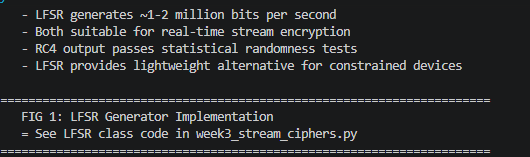 - LFSR generates ~1-2 million bits per second
- Both suitable for real-time stream encryption
- RC4 output passes statistical randomness tests
- LFSR provides lightweight alternative for constrained devices
======================================================================
FIG 1: LFSR Generator Implementation
= See LFSR class code in week3_stream_ciphers.py
======================================================================